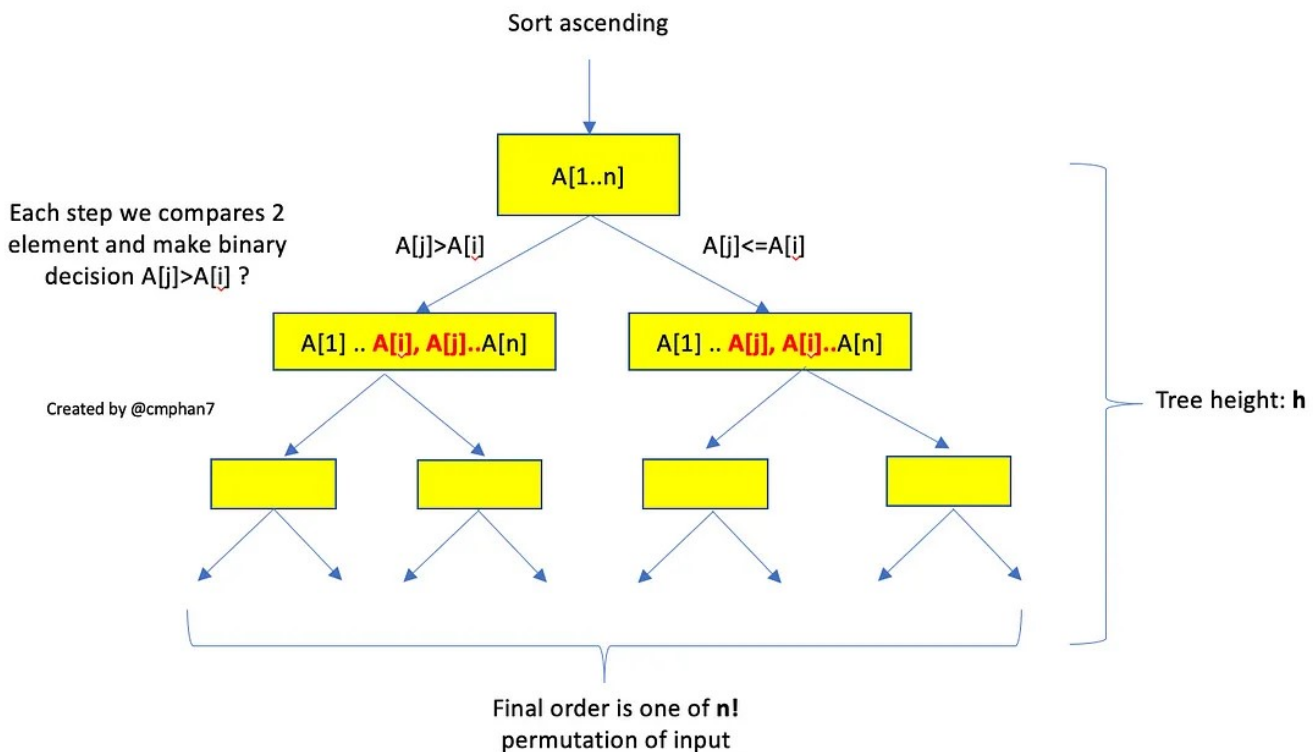 Sort ascending
A[1..n]
Each step we compares 2
element and make binary
decision A[j]>A[i] ?
A[j]>A[i]
A[j]<=A[i]
A[1] .. A[i], A[j]..A[n]
A[1] .. A[j], A[i]..A[n]
Created by @cmphan7
Tree height: h
Final order is one of n!
permutation of input